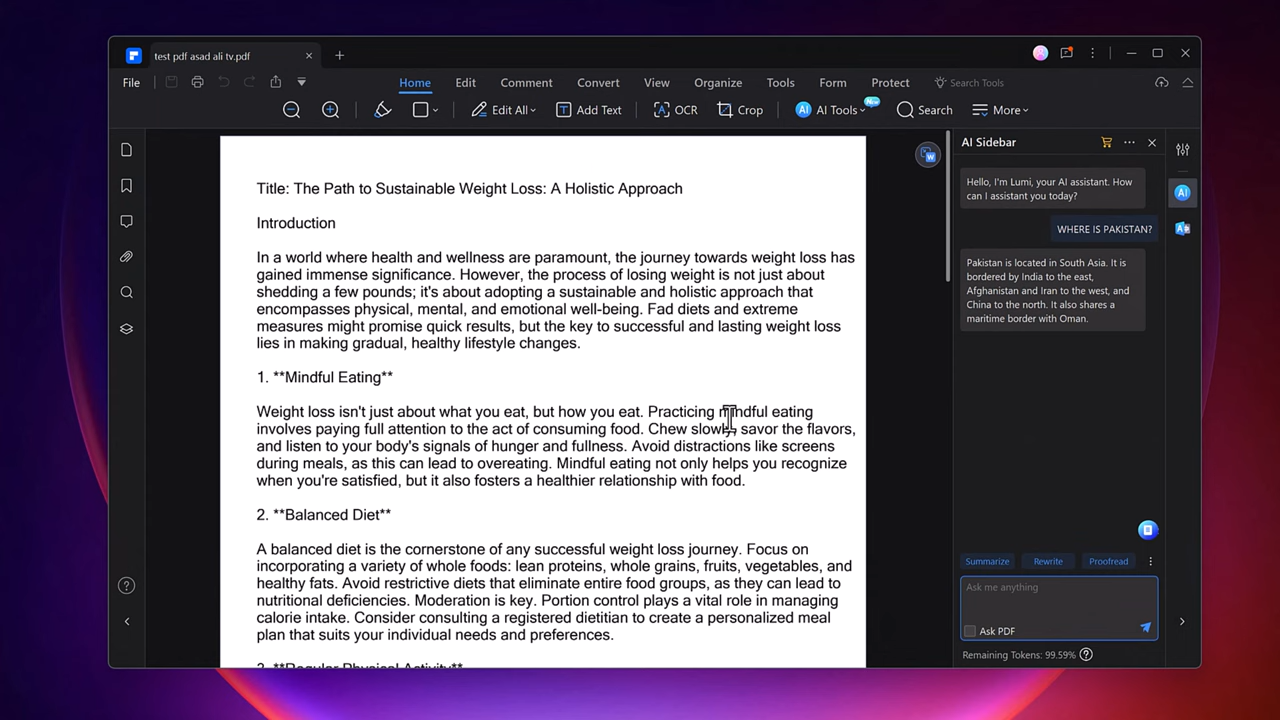 test pdf asad ali tv.pdf
File
Home
Edit
Comment
Convert
View
Organize
Tools
Form
Protect
Search Tools
Edit All
Add Text
OCR
Crop
AI
AI Tools
New
Search
More
W
Title: The Path to Sustainable Weight Loss: A Holistic Approach
Introduction
In a world where health and wellness are paramount, the journey towards weight loss has
gained immense significance. However, the process of losing weight is not just about
shedding a few pounds; it's about adopting a sustainable and holistic approach that
encompasses physical, mental, and emotional well-being. Fad diets and extreme
measures might promise quick results, but the key to successful and lasting weight loss
lies in making gradual, healthy lifestyle changes.
1. **Mindful Eating**
Weight loss isn't just about what you eat, but how you eat. Practicing mindful eating
involves paying full attention to the act of consuming food. Chew slowly, savor the flavors,
and listen to your body's signals of hunger and fullness. Avoid distractions like screens
during meals, as this can lead to overeating. Mindful eating not only helps you recognize
when you're satisfied, but it also fosters a healthier relationship with food.
2. **Balanced Diet**
A balanced diet is the cornerstone of any successful weight loss journey. Focus on
incorporating a variety of whole foods: lean proteins, whole grains, fruits, vegetables, and
healthy fats. Avoid restrictive diets that eliminate entire food groups, as they can lead to
nutritional deficiencies. Moderation is key. Portion control plays a vital role in managing
calorie intake. Consider consulting a registered dietitian to create a personalized meal
plan that suits your individual needs and preferences.
3. **Regular Physical Activity**
AI Sidebar
Hello, I'm Lumi, your AI assistant. How
can I assistant you today?
WHERE IS PAKISTAN?
Pakistan is located in South Asia. It is
bordered by India to the east,
Afghanistan and Iran to the west, and
China to the north. It also shares a
maritime border with Oman.
Summarize
Rewrite
Proofread
Ask me anything
Ask PDF
Remaining Tokens: 99.59%
AI